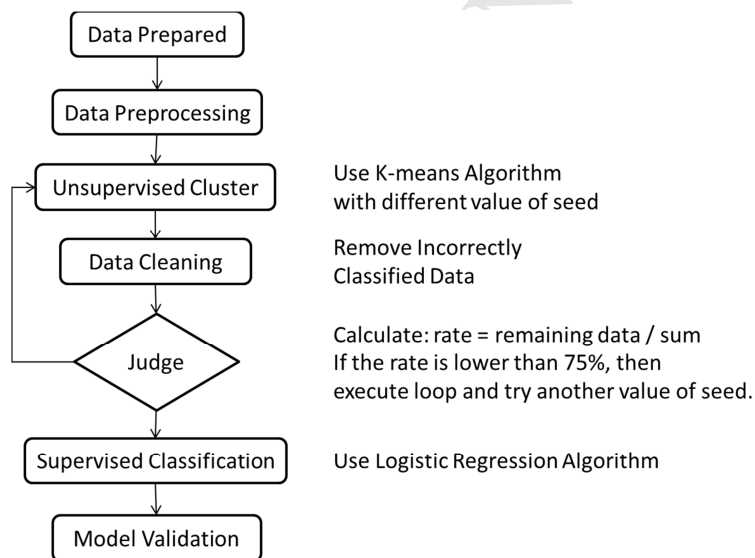 Data Prepared
Data Preprocessing
Unsupervised Cluster
Use K-means Algorithm
with different value of seed
Data Cleaning
Remove Incorrectly
Classified Data
Judge
Calculate: rate = remaining data / sum
If the rate is lower than 75%, then
execute loop and try another value of seed.
Supervised Classification
Use Logistic Regression Algorithm
Model Validation